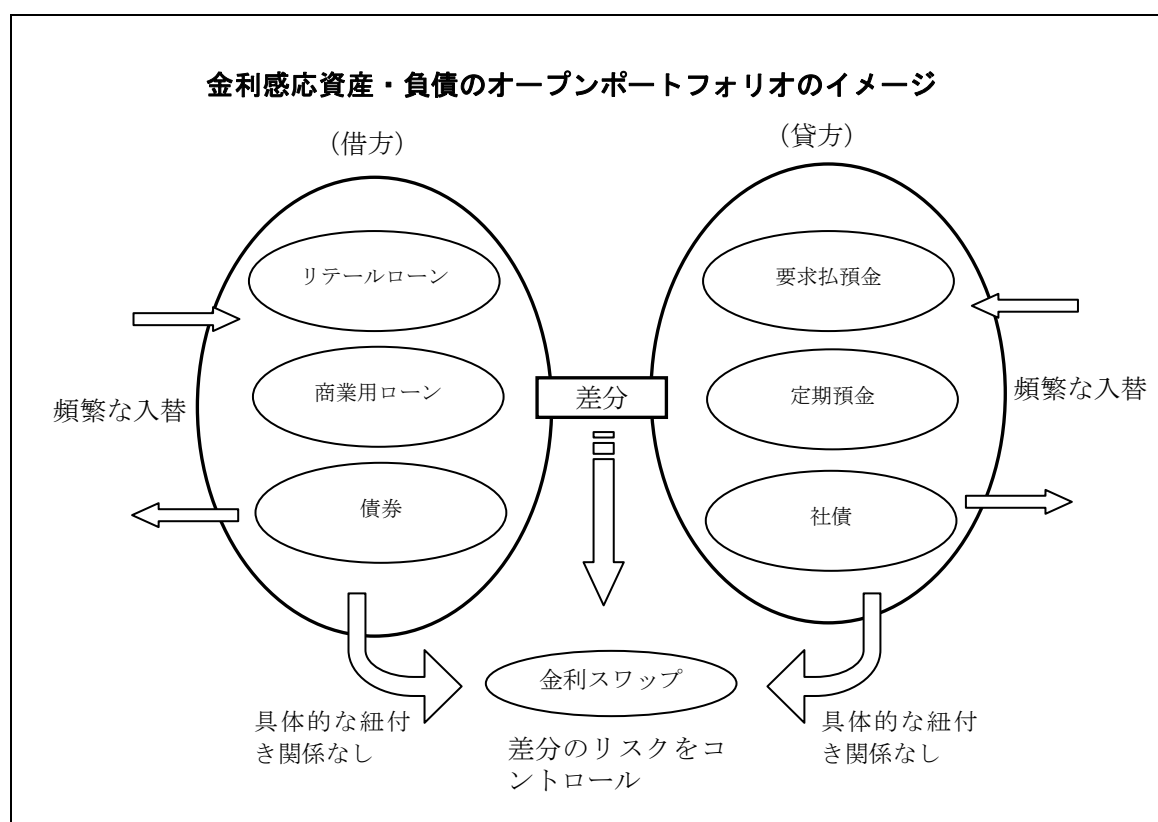 金利感応資産・負債のオープンポートフォリオのイメージ
（借方）
（貸方）
リテールローン
要求払預金
商業用ローン
差分
定期預金
頻繁な入替
頻繁な入替
債券
社債
金利スワップ
具体的な紐付
き関係なし
差分のリスクをコ
ントロール
具体的な紐付
き関係なし